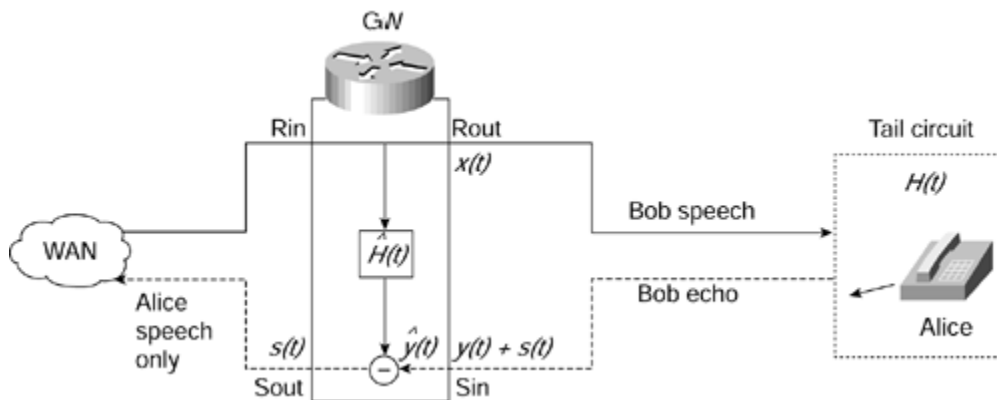 GW
Rin
Rout
Tail circuit
x(t)
H(t)
Bob speech
WAN
Ĥ(t)
Bob echo
Alice
speech
only
s(t)
ŷ(t)
y(t) + s(t)
Alice
−
Sout
Sin